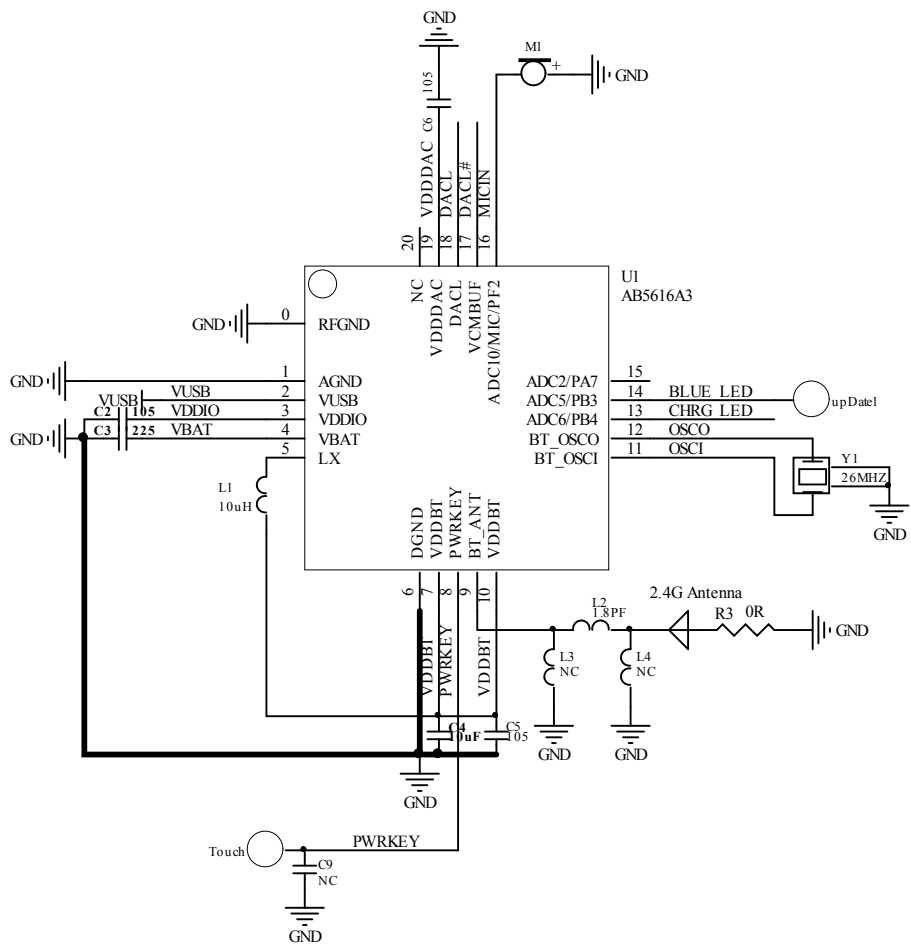 GND
M1
+
GND
105
C6
VDDDAC
DACL
DACL#
MICIN
20
19
18
17
16
U1
AB5616A3
NC
VDDDAC
DACL
VCMBUF
ADC10/MIC/PF2
GND
0
RFGND
GND
1
AGND
VUSB
VUSB
2
VUSB
C2
105
VDDIO
3
VDDIO
GND
C3
225
VBAT
4
VBAT
5
LX
ADC2/PA7
15
ADC5/PB3
14
BLUE_LED
upDate1
ADC6/PB4
13
CHRG_LED
BT_OSCO
12
OSCO
BT_OSCI
11
OSCI
Y1
26MHZ
GND
L1
10uH
DGND
VDDBT
PWRKEY
BT_ANT
VDDBT
6
7
8
9
10
VDDBT
PWRKEY
VDDBT
2.4G Antenna
L2
1.8PF
R3
0R
GND
L3
NC
L4
NC
GND
GND
C4
10uF
C5
105
GND
Touch
PWRKEY
C9
NC
GND